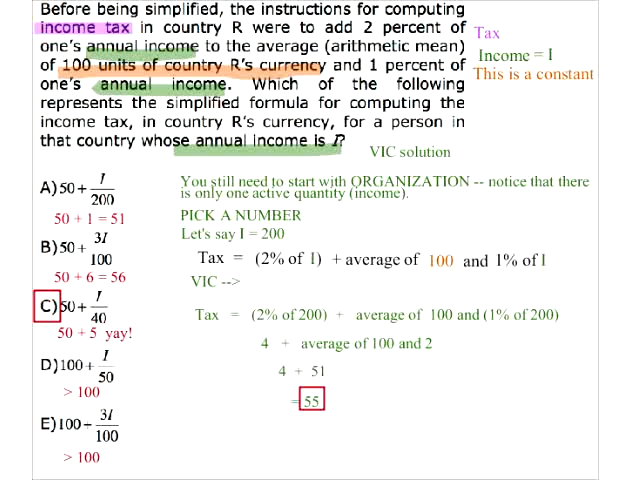 Before being simplified, the instructions for computing
income tax in country R were to add 2 percent of
one's annual income to the average (arithmetic mean)
of 100 units of country R's currency and 1 percent of
one's annual income. Which of the following
represents the simplified formula for computing the
income tax, in country R's currency, for a person in
that country whose annual income is I?
Tax
Income = I
This is a constant
VIC solution
A) 50 + I/200
50 + 1 = 51
B) 50 + 3I/100
50 + 6 = 56
C) 50 + I/40
50 + 5 yay!
D) 100 + I/50
> 100
E) 100 + 3I/100
> 100
You still need to start with ORGANIZATION -- notice that there
is only one active quantity (income).
PICK A NUMBER
Let's say I = 200
Tax = (2% of I) + average of 100 and 1% of I
VIC -->
Tax = (2% of 200) + average of 100 and (1% of 200)
4 + average of 100 and 2
4 + 51
= 55